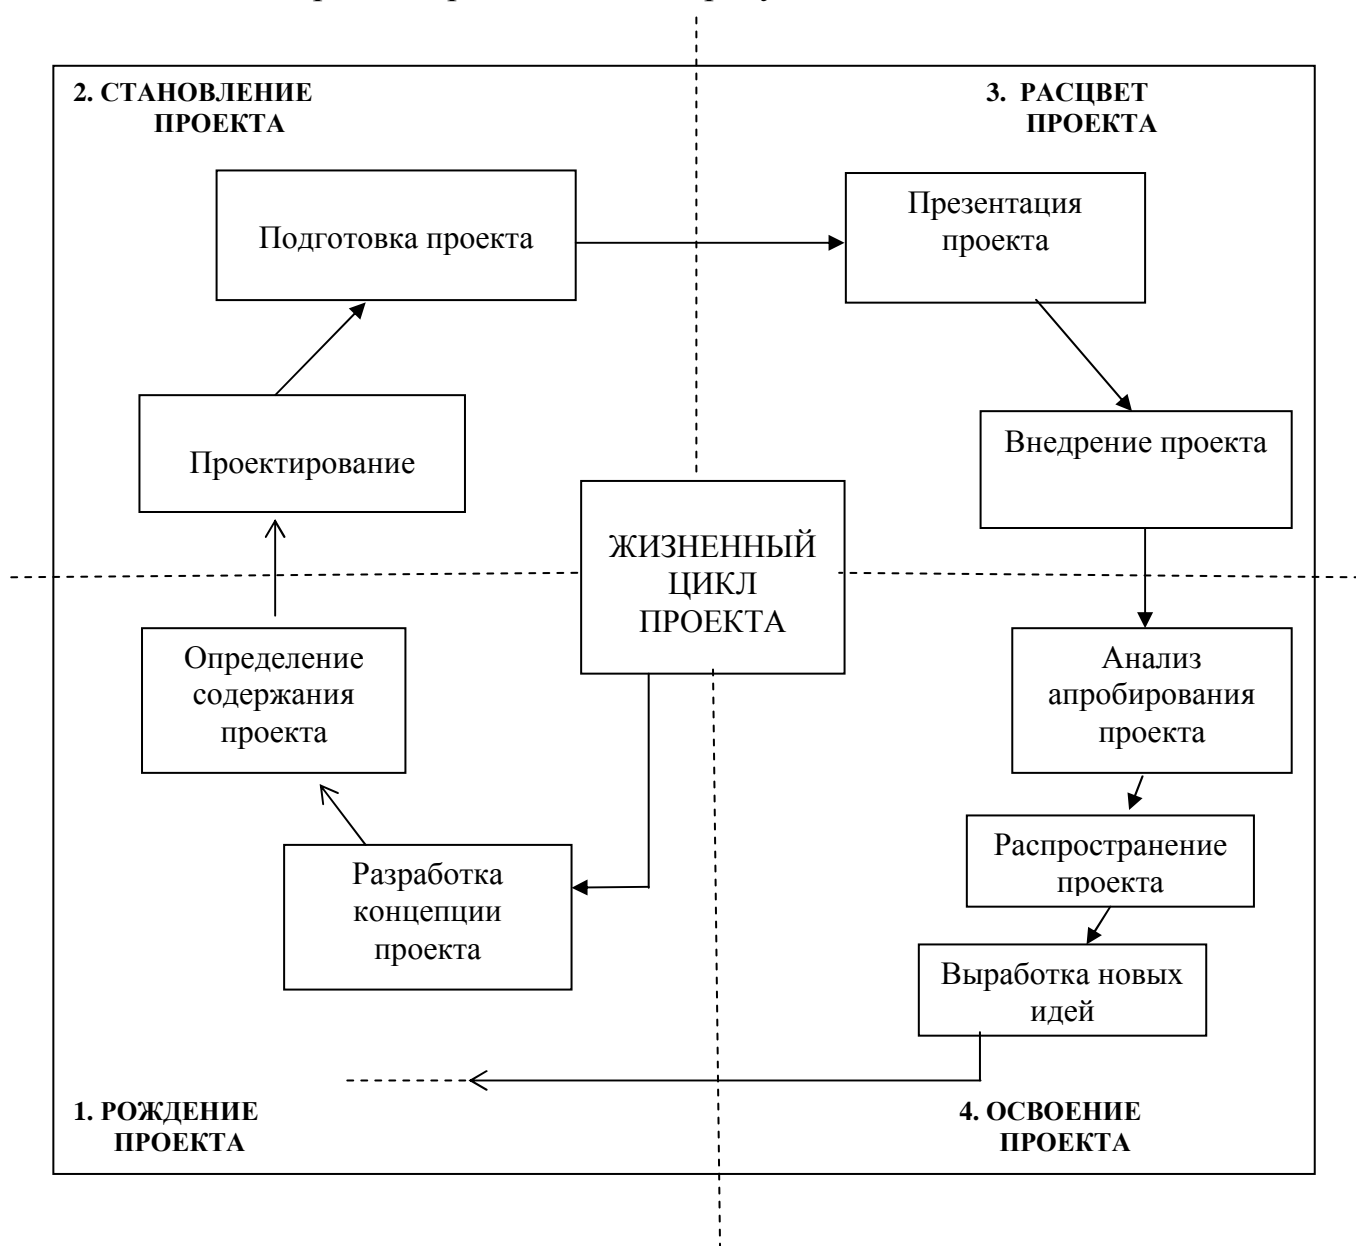 2. СТАНОВЛЕНИЕ
ПРОЕКТА
3. РАСЦВЕТ
ПРОЕКТА
Подготовка проекта
Презентация
проекта
Проектирование
Внедрение проекта
ЖИЗНЕННЫЙ
ЦИКЛ
ПРОЕКТА
Определение
содержания
проекта
Анализ
апробирования
проекта
Разработка
концепции
проекта
Распространение
проекта
Выработка новых
идей
1. РОЖДЕНИЕ
ПРОЕКТА
4. ОСВОЕНИЕ
ПРОЕКТА